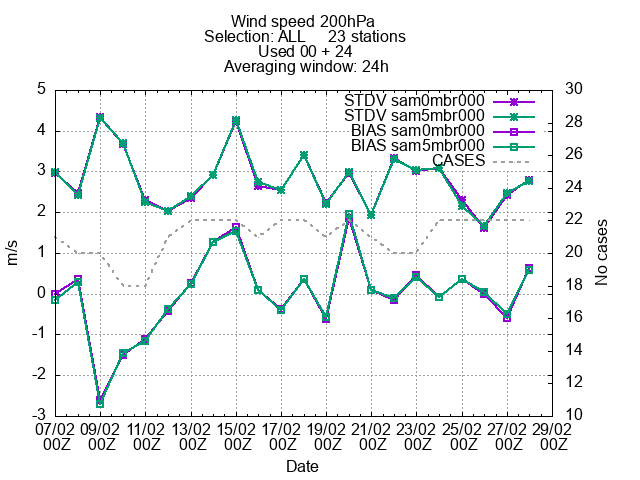 Wind speed 200hPa
Selection: ALL 23 stations
Used 00 + 24
Averaging window: 24h
STDV sam0mbr000
STDV sam5mbr000
BIAS sam0mbr000
BIAS sam5mbr000
CASES
5
4
3
2
1
0
-1
-2
-3
m/s
30
28
26
24
22
20
18
16
14
12
10
No cases
07/02 09/02 11/02 13/02 15/02 17/02 19/02 21/02 23/02 25/02 27/02 29/02
00Z 00Z 00Z 00Z 00Z 00Z 00Z 00Z 00Z 00Z 00Z 00Z
Date